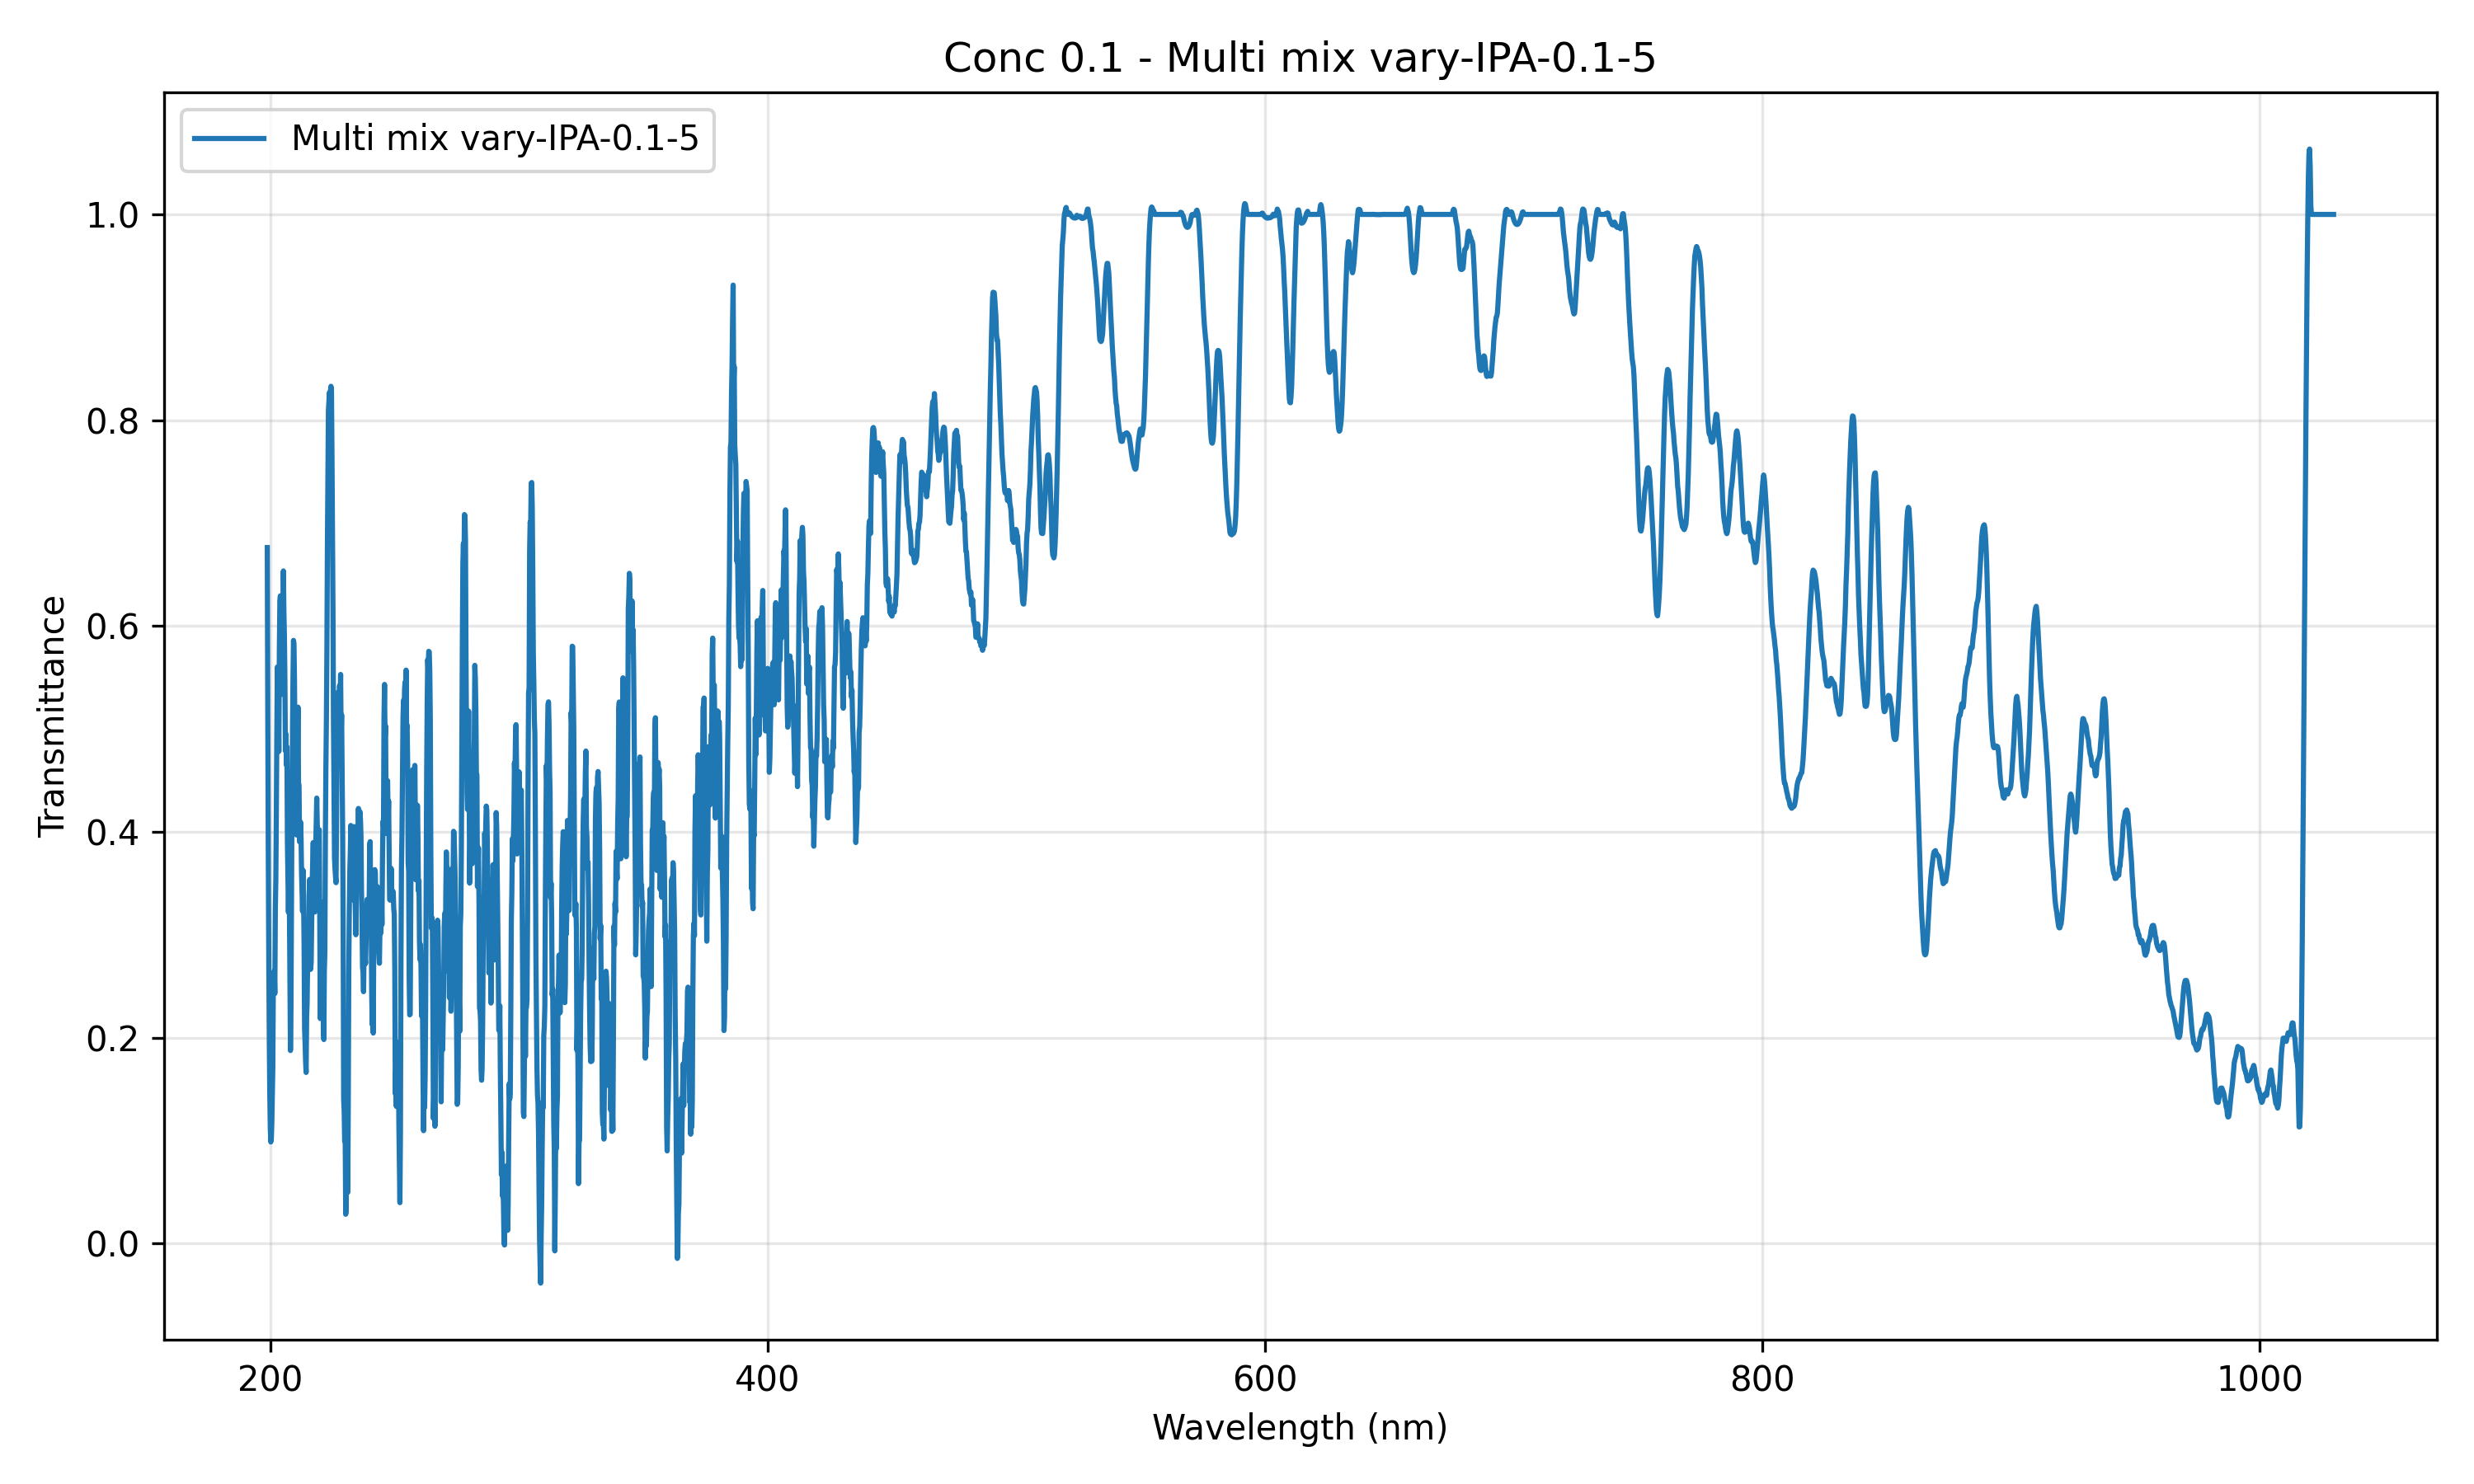 Conc 0.1 - Multi mix vary-IPA-0.1-5
Multi mix vary-IPA-0.1-5
Transmittance
1.0
0.8
0.6
0.4
0.2
0.0
200 400 600 800 1000
Wavelength (nm)